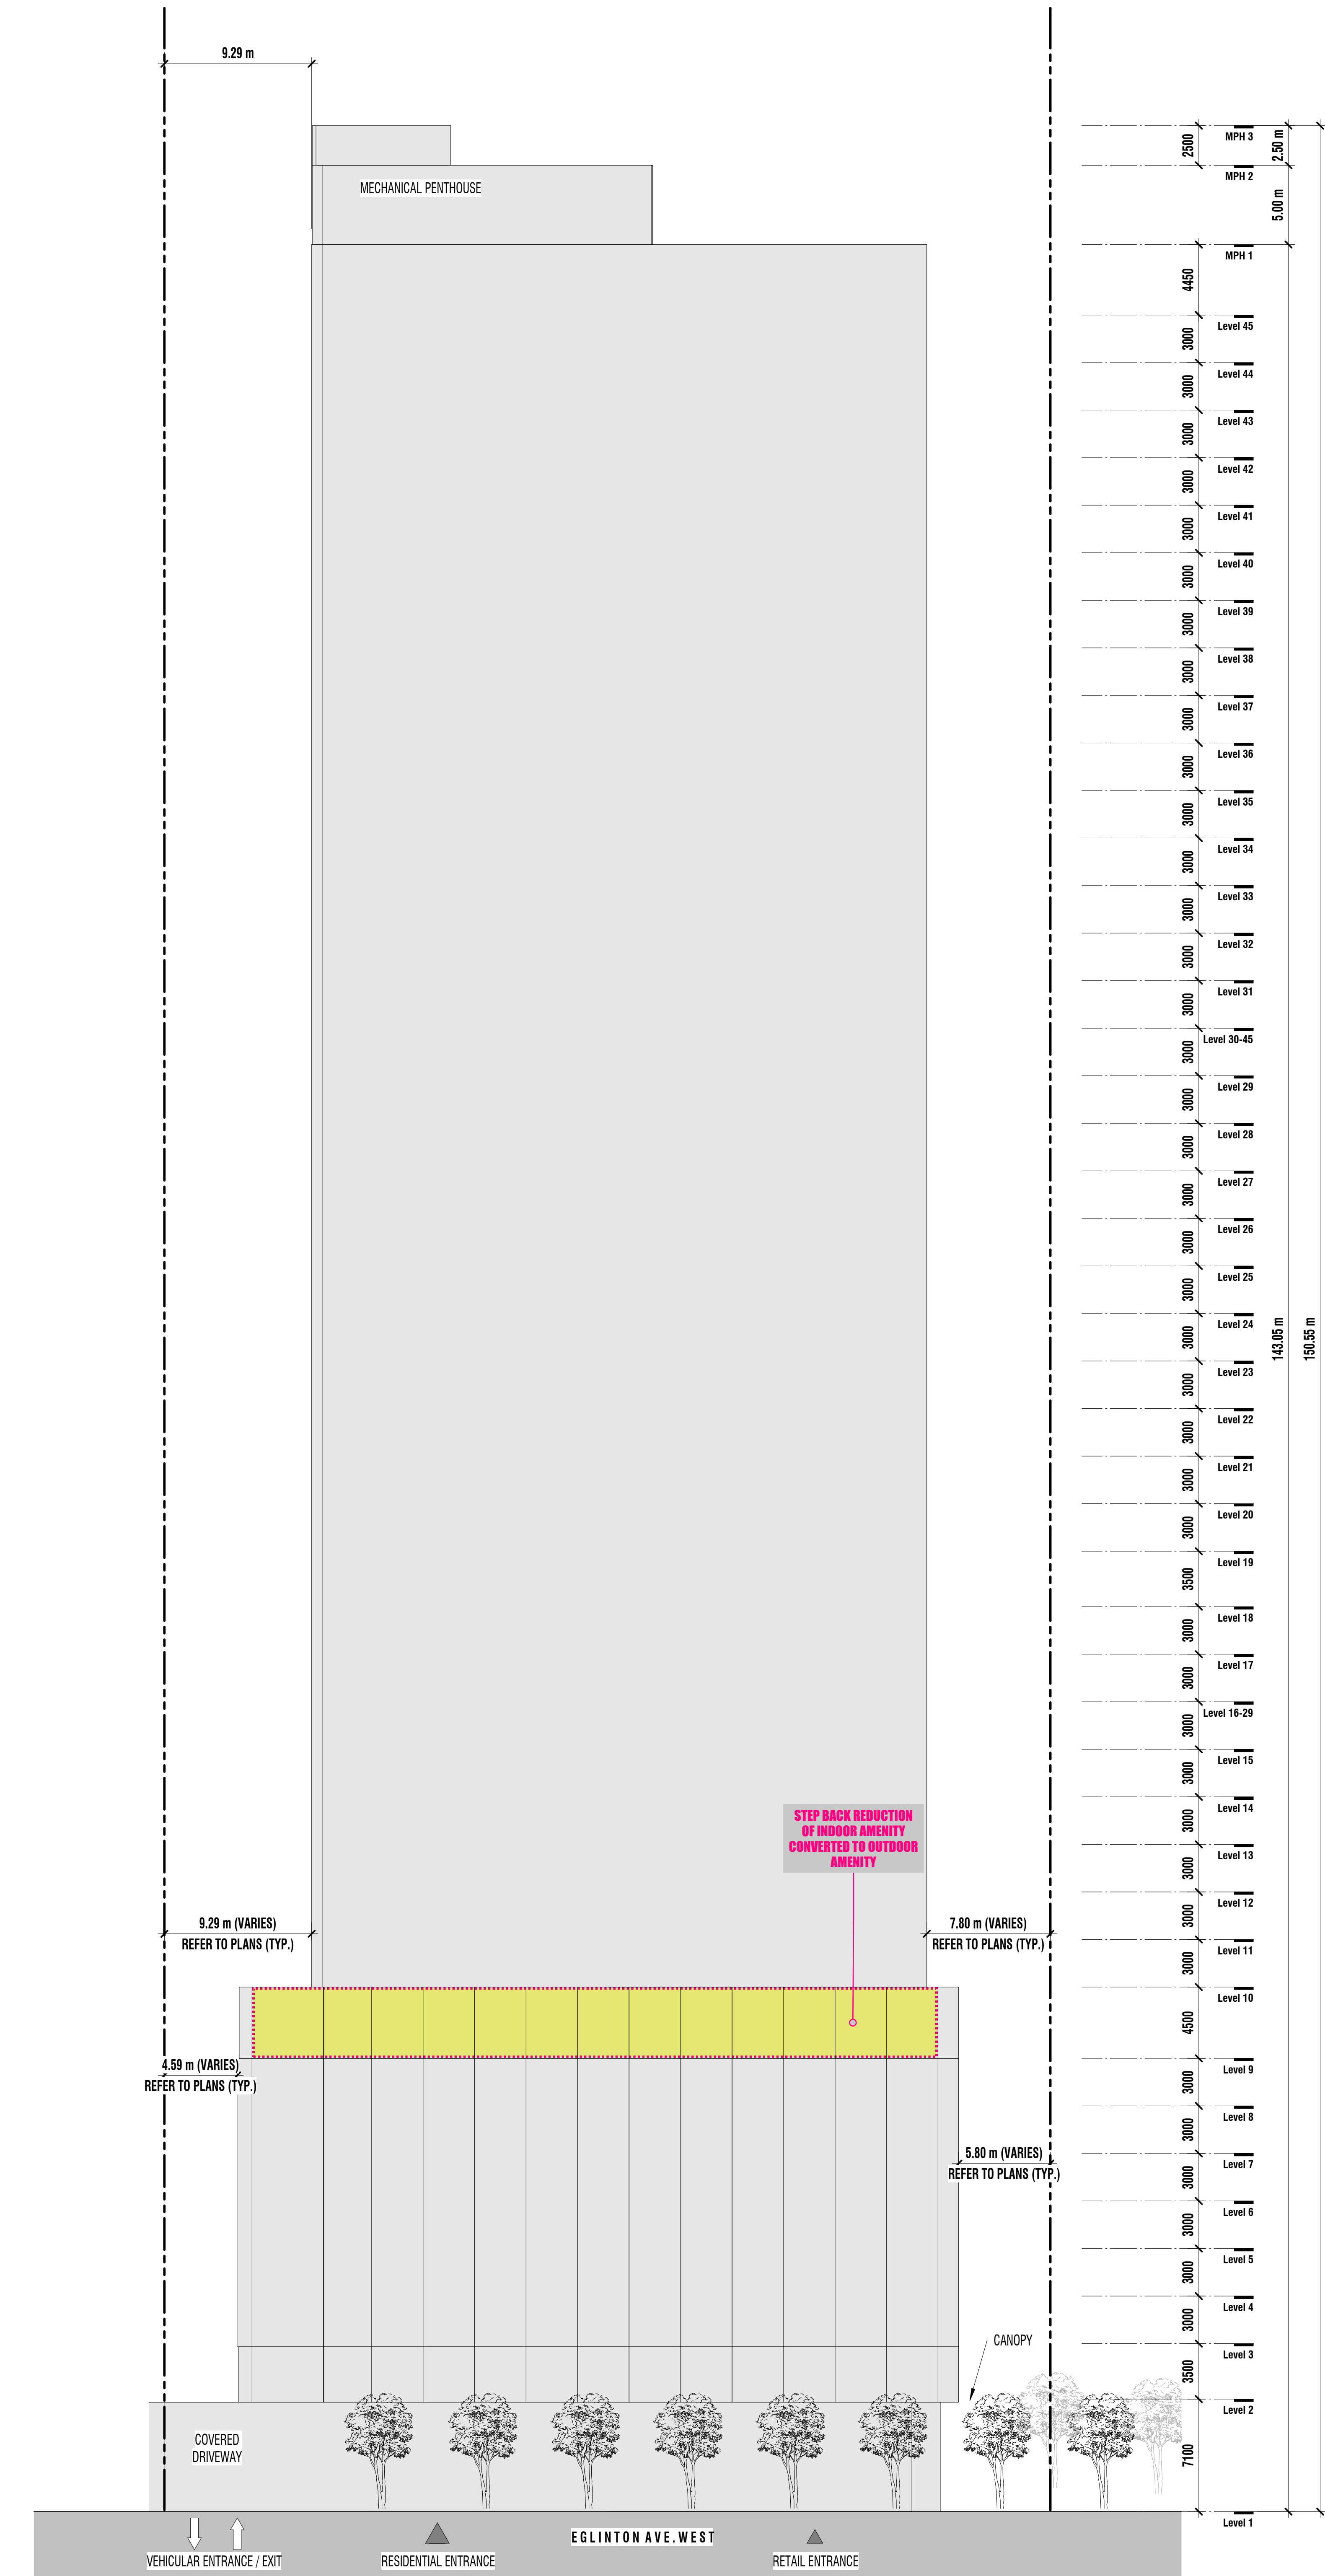 9.29 m
MPH 3
2500
2.50 m
MPH 2
MECHANICAL PENTHOUSE
5.00 m
MPH 1
4450
Level 45
3000
Level 44
3000
Level 43
3000
Level 42
3000
Level 41
3000
Level 40
3000
Level 39
3000
Level 38
3000
Level 37
3000
Level 36
3000
Level 35
3000
Level 34
3000
Level 33
3000
Level 32
3000
Level 31
3000
Level 30-45
3000
Level 29
3000
Level 28
3000
Level 27
3000
Level 26
3000
Level 25
3000
Level 24
3000
143.05 m
150.55 m
Level 23
3000
Level 22
3000
Level 21
3000
Level 20
3000
Level 19
3500
Level 18
3000
Level 17
3000
Level 16-29
3000
Level 15
3000
Level 14
3000
STEP BACK REDUCTION
OF INDOOR AMENITY
CONVERTED TO OUTDOOR
AMENITY
Level 13
3000
Level 12
3000
9.29 m (VARIES)
REFER TO PLANS (TYP.)
7.80 m (VARIES)
REFER TO PLANS (TYP.)
Level 11
3000
Level 10
4500
4.59 m (VARIES)
REFER TO PLANS (TYP.)
Level 9
3000
Level 8
3000
5.80 m (VARIES)
REFER TO PLANS (TYP.)
Level 7
3000
Level 6
3000
Level 5
3000
Level 4
3000
CANOPY
Level 3
3500
Level 2
COVERED
DRIVEWAY
7100
Level 1
EGLINTON AVE. WEST
VEHICULAR ENTRANCE / EXIT
RESIDENTIAL ENTRANCE
RETAIL ENTRANCE